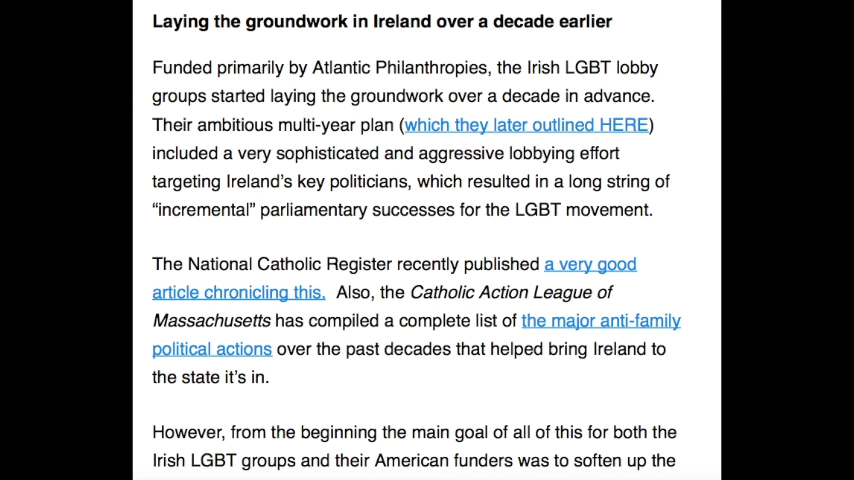 Laying the groundwork in Ireland over a decade earlier
Funded primarily by Atlantic Philanthropies, the Irish LGBT lobby
groups started laying the groundwork over a decade in advance.
Their ambitious multi-year plan (which they later outlined HERE)
included a very sophisticated and aggressive lobbying effort
targeting Ireland’s key politicians, which resulted in a long string of
“incremental” parliamentary successes for the LGBT movement.
The National Catholic Register recently published a very good
article chronicling this.  Also, the Catholic Action League of
Massachusetts has compiled a complete list of the major anti-family
political actions over the past decades that helped bring Ireland to
the state it’s in.
However, from the beginning the main goal of all of this for both the
Irish LGBT groups and their American funders was to soften up the